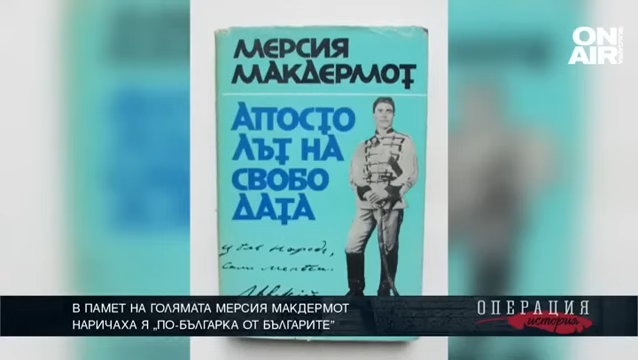 ON
AIR
BULGARIA
МЕРСИЯ
МАКДЕРМОТ
АПОСТО
ЛЪТ НА
СВОБО
ДАТА
В ПАМЕТ НА ГОЛЯМАТА МЕРСИЯ МАКДЕРМОТ
НАРИЧАХА Я „ПО-БЪЛГАРКА ОТ БЪЛГАРИТЕ”
ОПЕРАЦИЯ
история